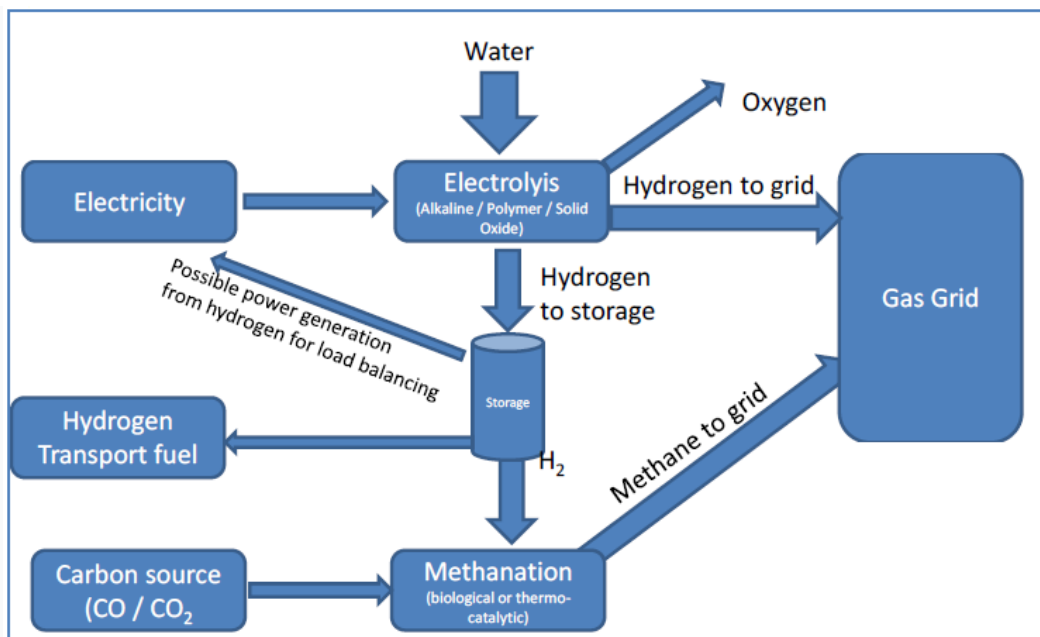 Water
Oxygen
Electrolyis
(Alkaline / Polymer / Solid
Oxide)
Electricity
Hydrogen to grid
Possible power generation
from hydrogen for load balancing
Hydrogen
to storage
Gas Grid
Storage
Hydrogen
Transport fuel
H₂
Methane to grid
Carbon source
(CO / CO₂
Methanation
(biological or thermo-
catalytic)